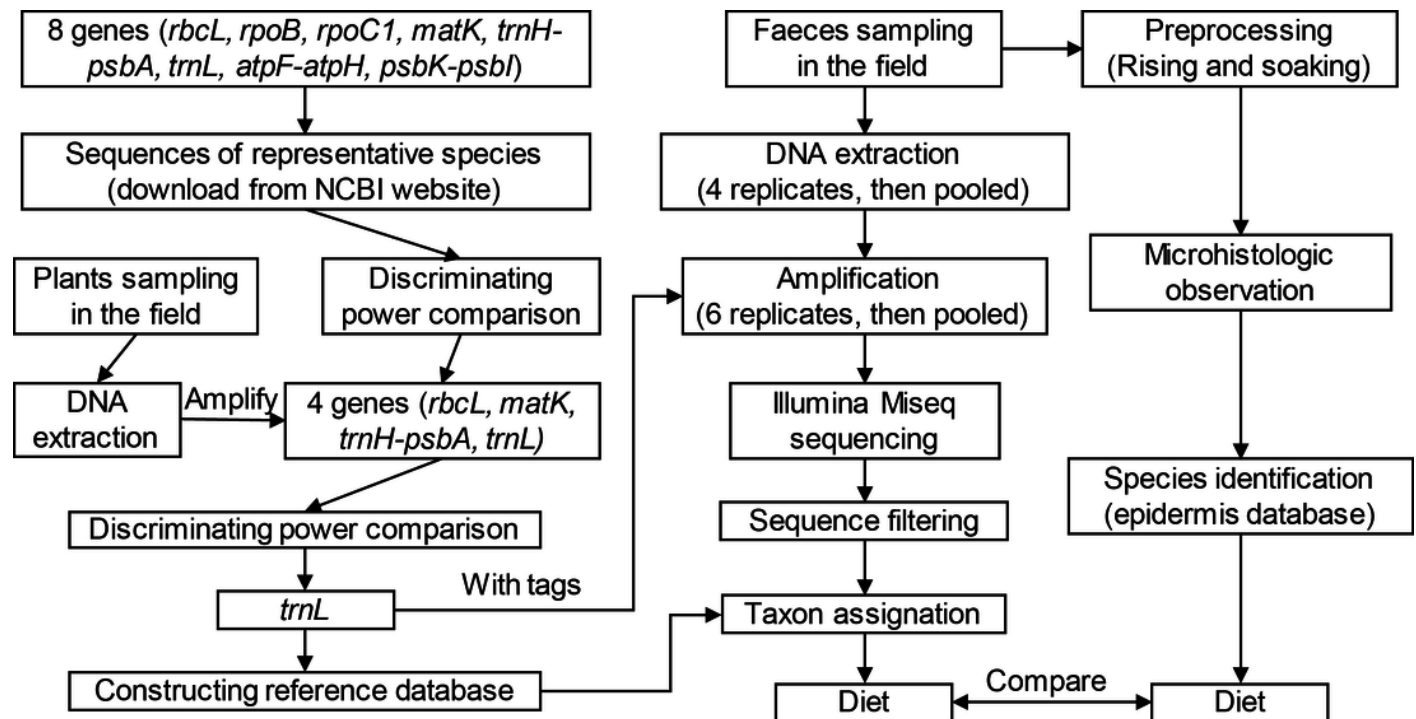 8 genes (rbcL, rpoB, rpoC1, matK, trnH-
psbA, trnL, atpF-atpH, psbK-psbI)
Sequences of representative species
(download from NCBI website)
Plants sampling
in the field
Discriminating
power comparison
DNA
extraction
Amplify
4 genes (rbcL, matK,
trnH-psbA, trnL)
Discriminating power comparison
trnL
With tags
Constructing reference database
Faeces sampling
in the field
DNA extraction
(4 replicates, then pooled)
Amplification
(6 replicates, then pooled)
Illumina Miseq
sequencing
Sequence filtering
Taxon assignation
Diet
Compare
Preprocessing
(Rising and soaking)
Microhistologic
observation
Species identification
(epidermis database)
Diet